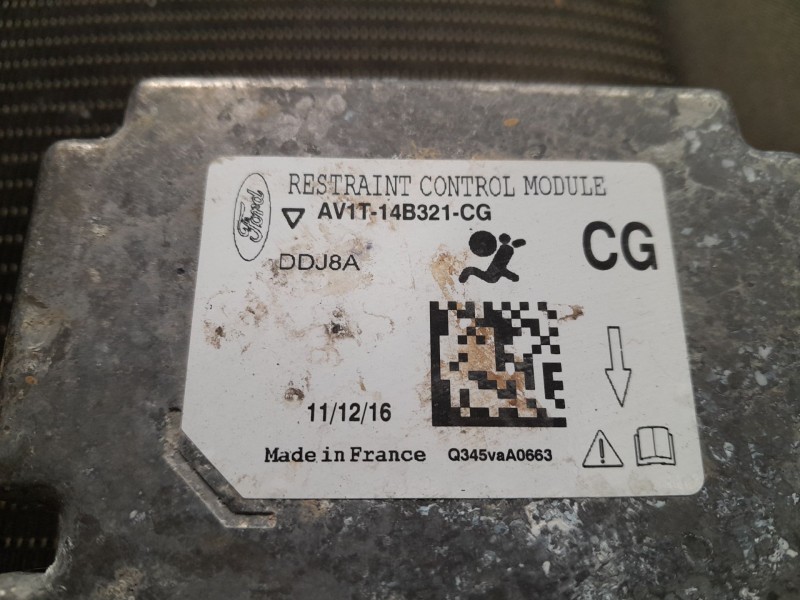 Ford
RESTRAINT CONTROL MODULE
AV1T-14B321-CG
CG
DDJ8A
E
11/12/16
Made in France
Q345vaA0663